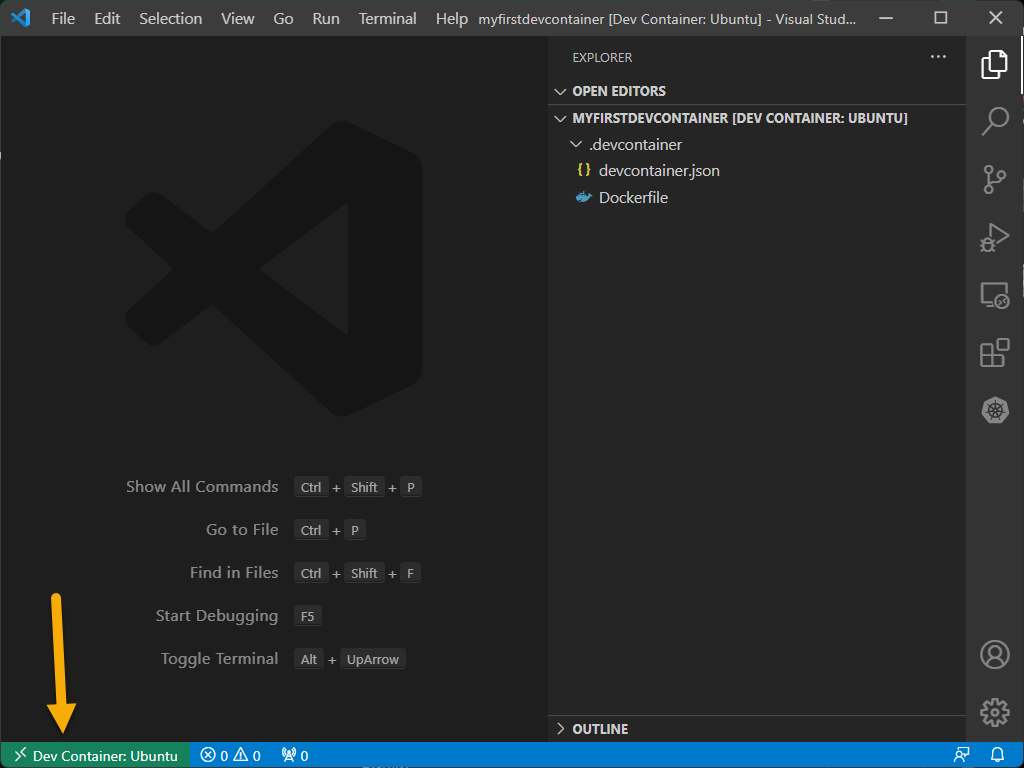 File Edit Selection View Go Run Terminal Help myfirstdevcontainer [Dev Container: Ubuntu] - Visual Stud...
EXPLORER
OPEN EDITORS
MYFIRSTDEVCONTAINER [DEV CONTAINER: UBUNTU]
.devcontainer
{} devcontainer.json
Dockerfile
Show All Commands Ctrl + Shift + P
Go to File Ctrl + P
Find in Files Ctrl + Shift + F
Start Debugging F5
Toggle Terminal Alt + UpArrow
OUTLINE
Dev Container: Ubuntu 0 0 0